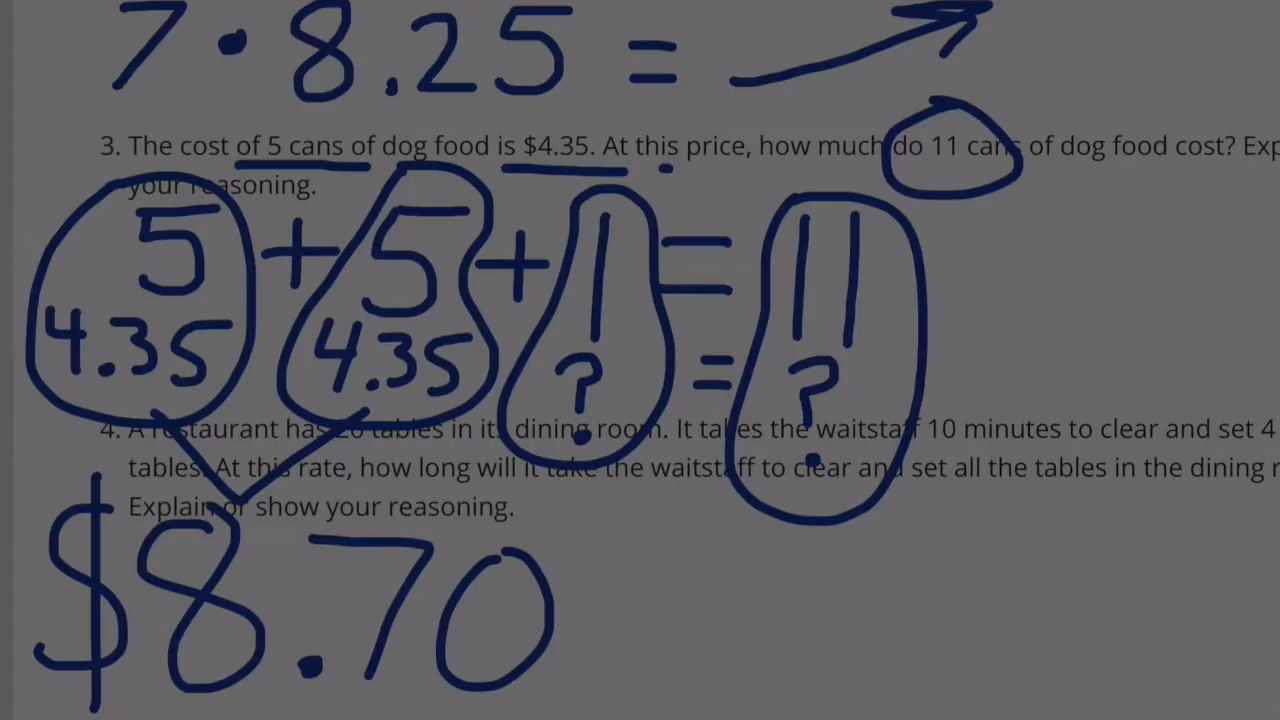 7 · 8.25 =
3. The cost of 5 cans of dog food is $4.35. At this price, how much do 11 cans of dog food cost? Exp
your reasoning.
5 + 5 + 1 = 11
4.35 4.35 ? = ?
4. A restaurant has 26 tables in its dining room. It takes the waitstaff 10 minutes to clear and set 4
tables. At this rate, how long will it take the waitstaff to clear and set all the tables in the dining r
Explain or show your reasoning.
$8.70